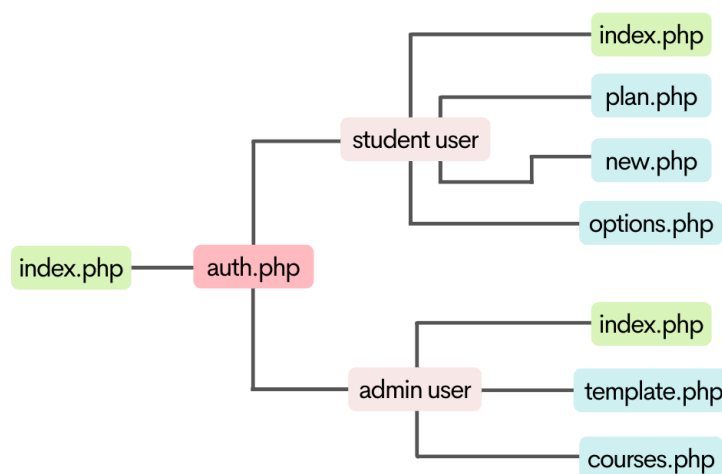 index.php
auth.php
student user
index.php
plan.php
new.php
options.php
admin user
index.php
template.php
courses.php